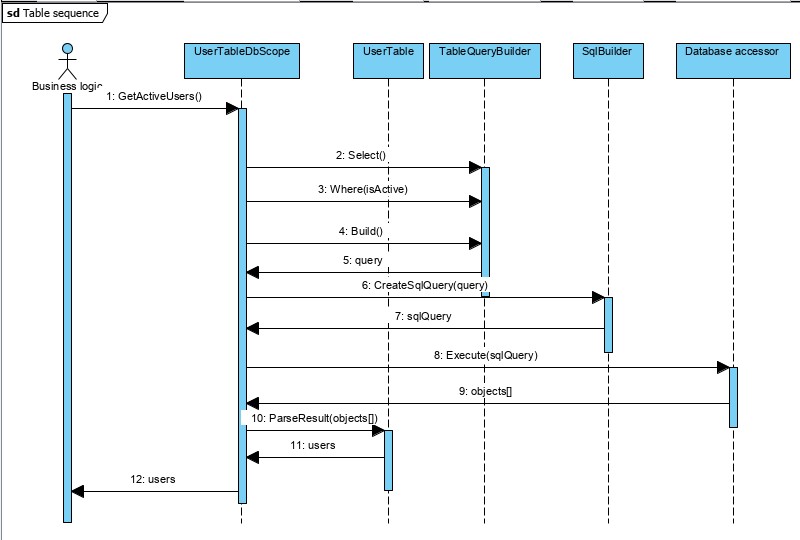 sd Table sequence
UserTableDbScope
UserTable
TableQueryBuilder
SqlBuilder
Database accessor
Business logic
1: GetActiveUsers()
2: Select()
3: Where(isActive)
4: Build()
5: query
6: CreateSqlQuery(query)
7: sqlQuery
8: Execute(sqlQuery)
9: objects[]
10: ParseResult(objects[])
11: users
12: users